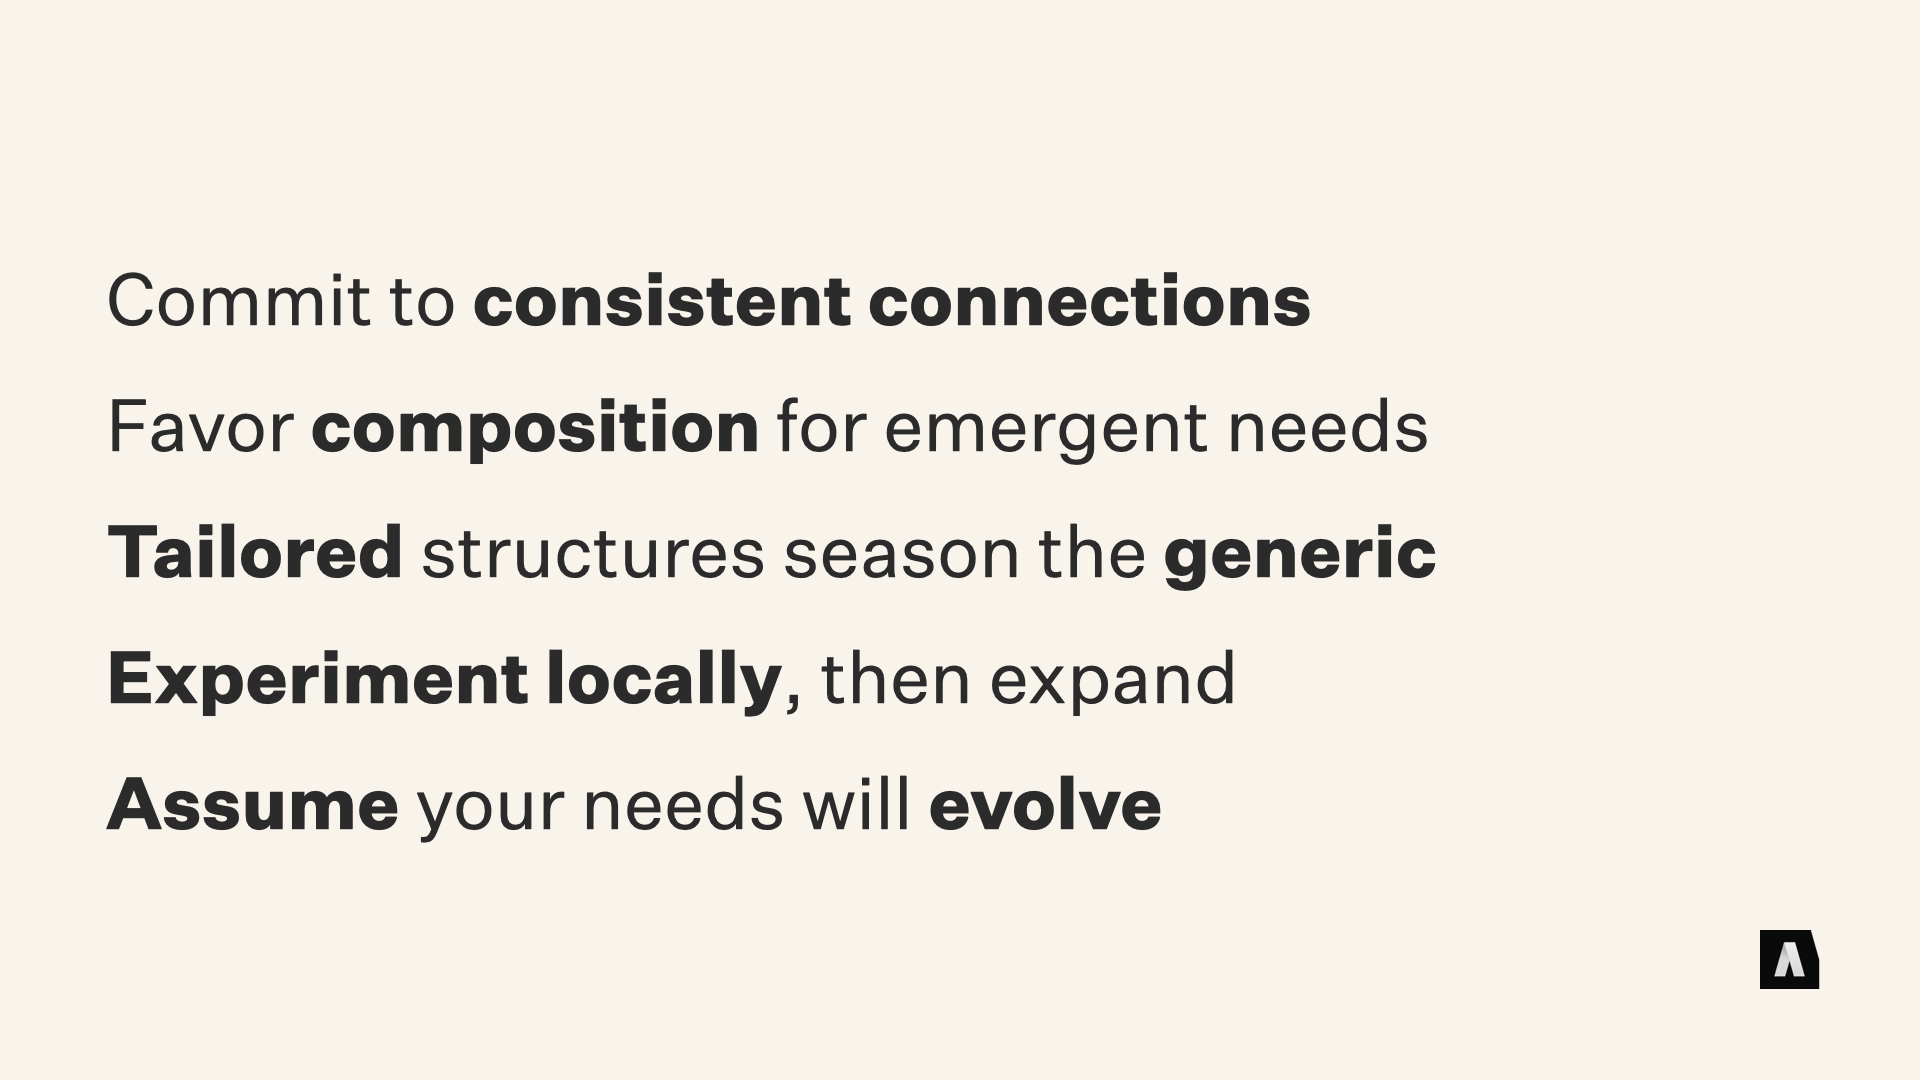 Commit to consistent connections
Favor composition for emergent needs
Tailored structures season the generic
Experiment locally, then expand
Assume your needs will evolve
A